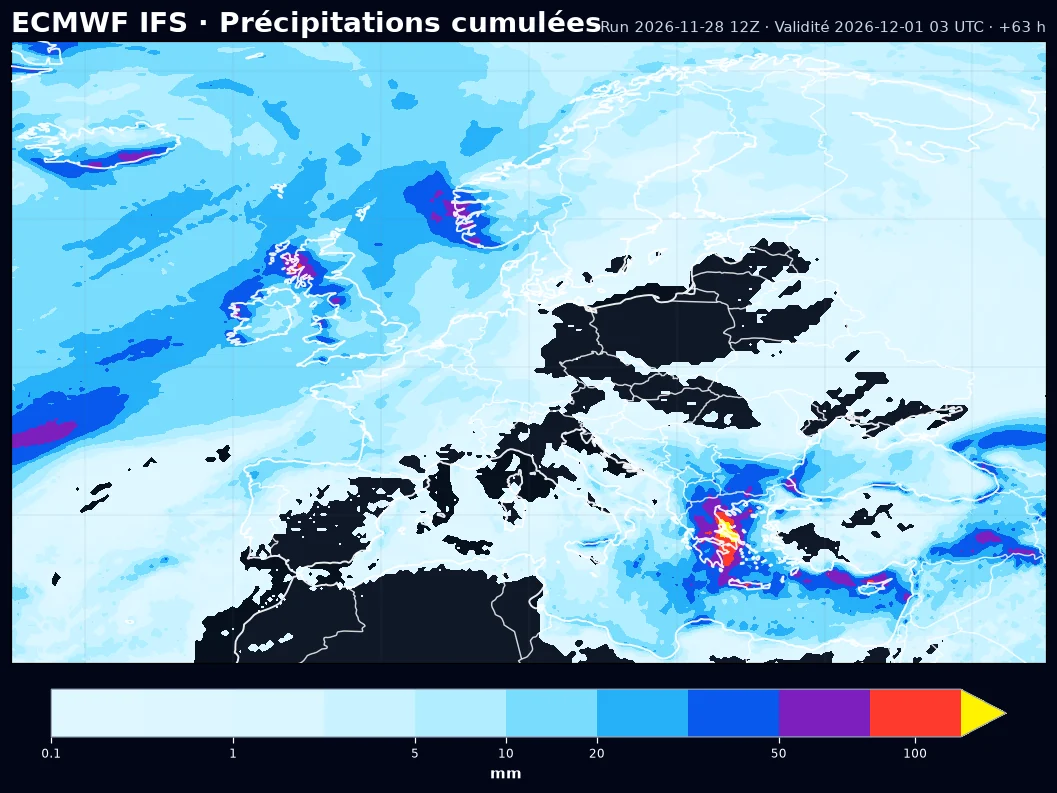 ECMWF IFS · Précipitations cumulées
Run 2026-11-28 12Z · Validité 2026-12-01 03 UTC · +63 h
0.1 1 5 10 20 50 100
mm